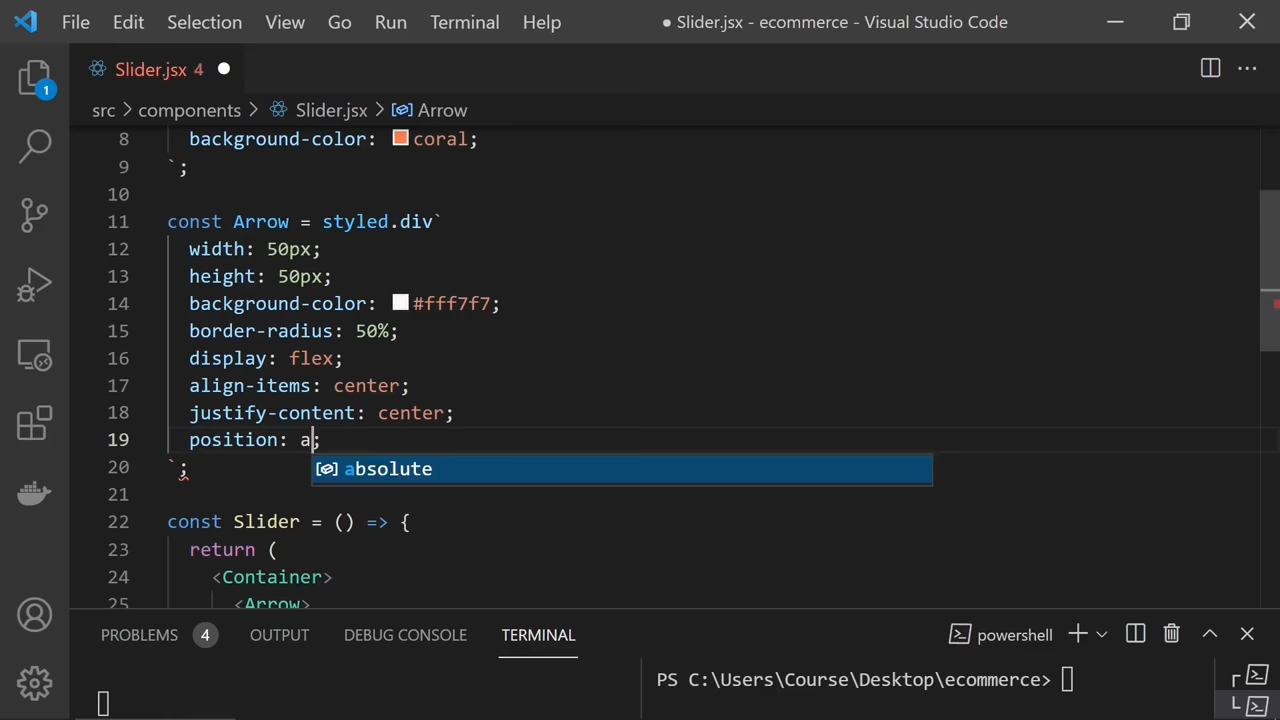 File Edit Selection View Go Run Terminal Help ● Slider.jsx - ecommerce - Visual Studio Code
Slider.jsx 4
src > components > Slider.jsx > Arrow
1
8 background-color: coral;
9 `;
10
11 const Arrow = styled.div`
12 width: 50px;
13 height: 50px;
14 background-color: #fff7f7;
15 border-radius: 50%;
16 display: flex;
17 align-items: center;
18 justify-content: center;
19 position: a;
absolute
20 `;
21
22 const Slider = () => {
23 return (
24 <Container>
25 <Arrow>
PROBLEMS 4 OUTPUT DEBUG CONSOLE TERMINAL powershell
PS C:\Users\Course\Desktop\ecommerce>